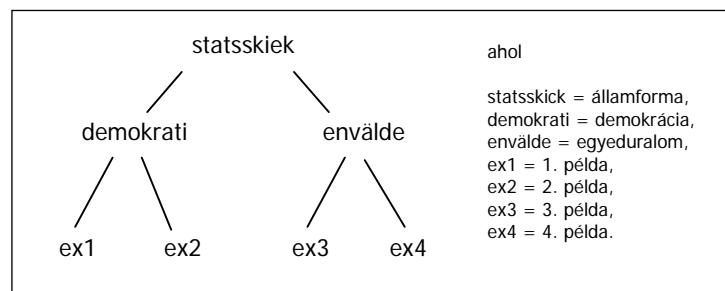 statsskiek
demokrati envälde
ex1 ex2 ex3 ex4
ahol
statsskick = államforma,
demokrati = demokrácia,
envälde = egyeduralom,
ex1 = 1. példa,
ex2 = 2. példa,
ex3 = 3. példa,
ex4 = 4. példa.